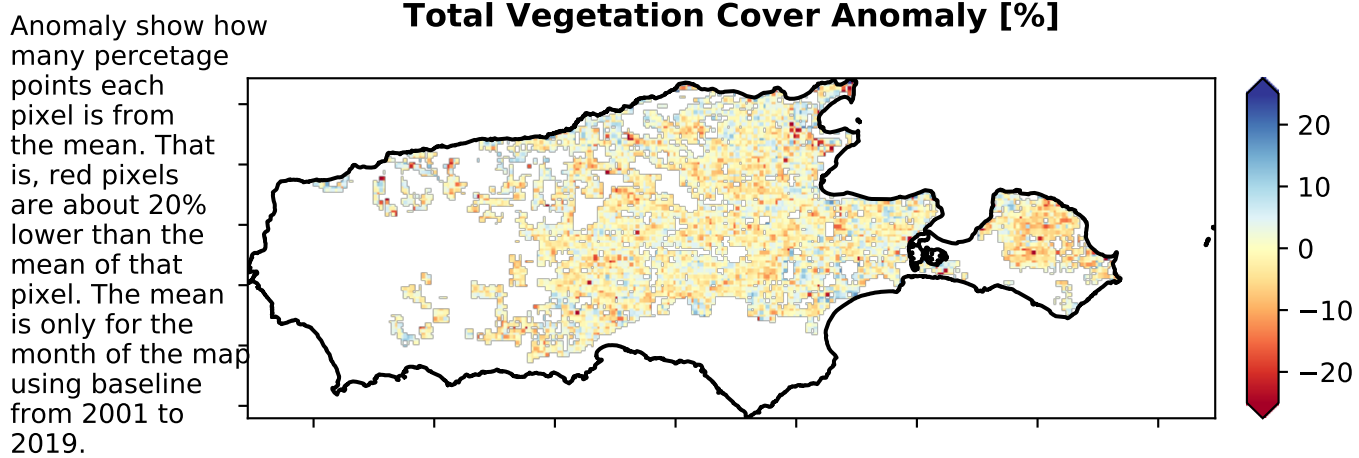 Total Vegetation Cover Anomaly [%]
Anomaly show how
many percetage
points each
pixel is from
the mean. That
is, red pixels
are about 20%
lower than the
mean of that
pixel. The mean
is only for the
month of the map
using baseline
from 2001 to
2019.
20
10
0
−10
−20